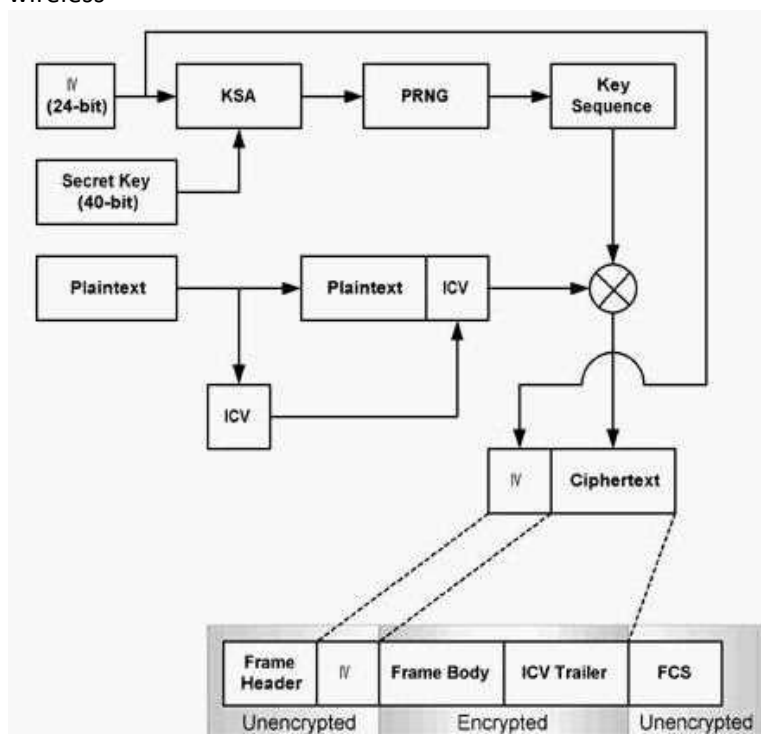 wireless
IV
(24-bit)
KSA
PRNG
Key
Sequence
Secret Key
(40-bit)
Plaintext
Plaintext
ICV
ICV
IV
Ciphertext
Frame
Header
IV
Frame Body
ICV Trailer
FCS
Unencrypted
Encrypted
Unencrypted